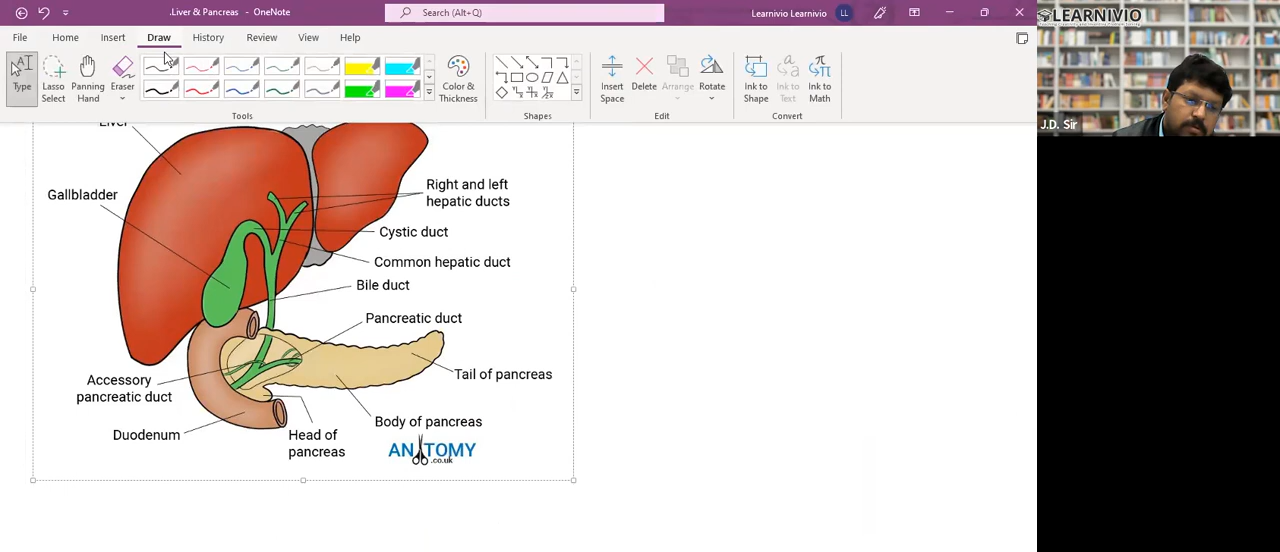 .Liver & Pancreas - OneNote
Search (Alt+Q)
Learnivio Learnivio
LL
LEARNIVIO
File
Home
Insert
Draw
History
Review
View
Help
Type
Lasso
Select
Panning
Hand
Eraser
Color &
Thickness
Insert
Space
Delete
Arrange
Rotate
Ink to
Shape
Ink to
Text
Ink to
Math
Tools
Shapes
Edit
Convert
J.D. Sir
Liver
Gallbladder
Right and left
hepatic ducts
Cystic duct
Common hepatic duct
Bile duct
Pancreatic duct
Tail of pancreas
Accessory
pancreatic duct
Body of pancreas
Duodenum
Head of
pancreas
ANATOMY
.co.uk